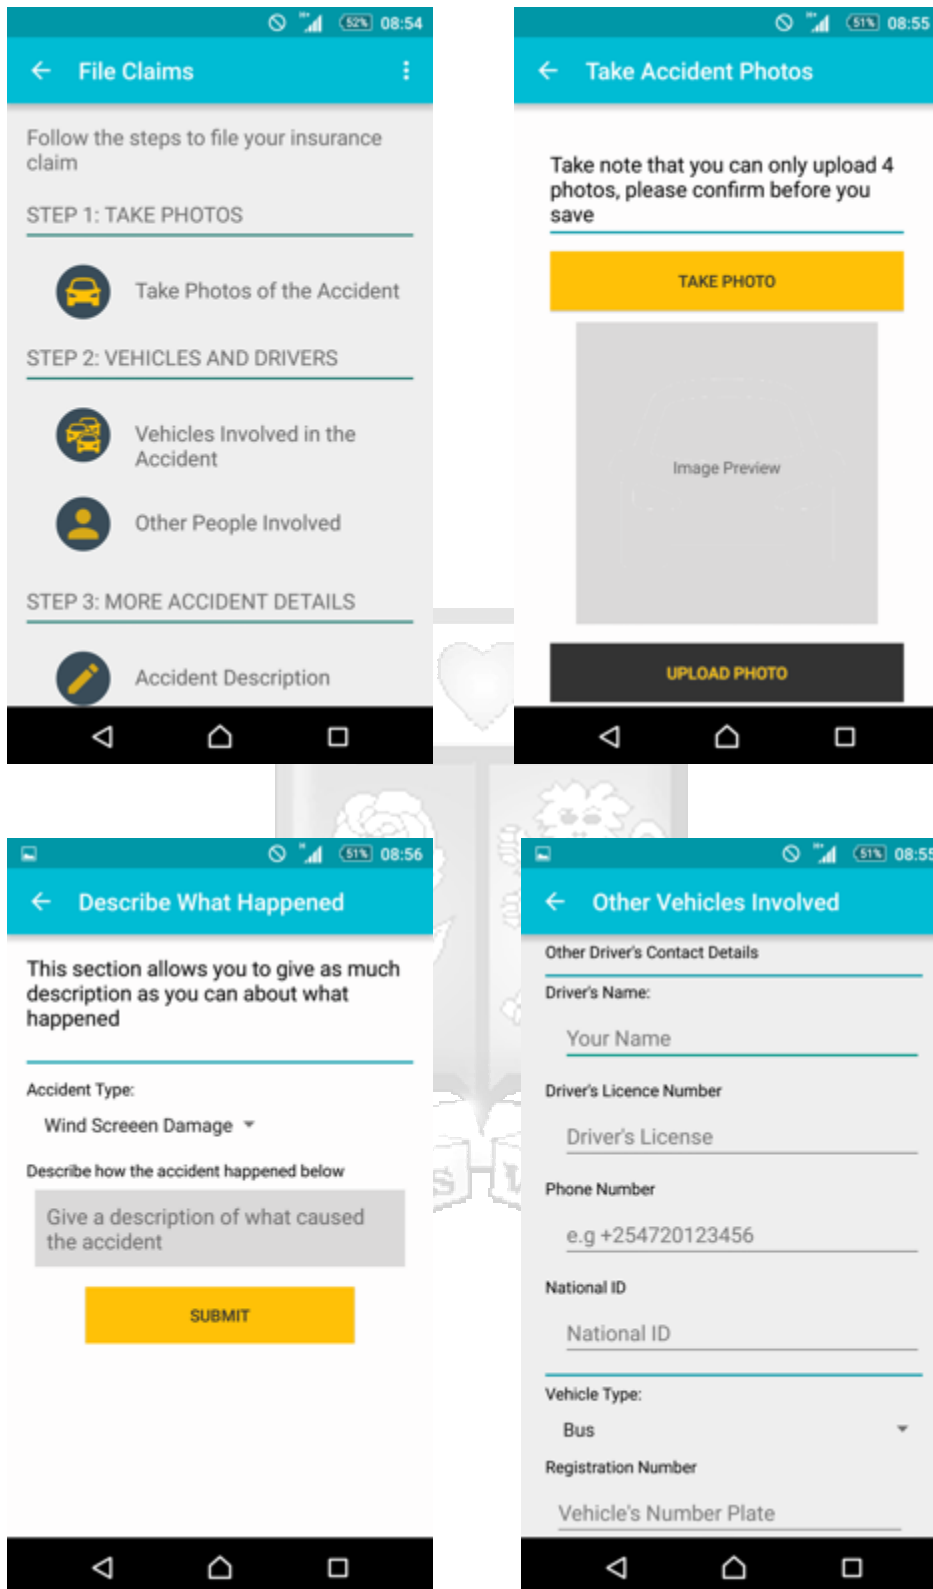 52% 08:54
File Claims
Follow the steps to file your insurance
claim
STEP 1: TAKE PHOTOS
Take Photos of the Accident
STEP 2: VEHICLES AND DRIVERS
Vehicles Involved in the
Accident
Other People Involved
STEP 3: MORE ACCIDENT DETAILS
Accident Description
51% 08:55
Take Accident Photos
Take note that you can only upload 4
photos, please confirm before you
save
TAKE PHOTO
Image Preview
UPLOAD PHOTO
51% 08:56
Describe What Happened
This section allows you to give as much
description as you can about what
happened
Accident Type:
Wind Screeen Damage
Describe how the accident happened below
Give a description of what caused
the accident
SUBMIT
51% 08:55
Other Vehicles Involved
Other Driver's Contact Details
Driver's Name:
Your Name
Driver's Licence Number
Driver's License
Phone Number
e.g +254720123456
National ID
National ID
Vehicle Type:
Bus
Registration Number
Vehicle's Number Plate